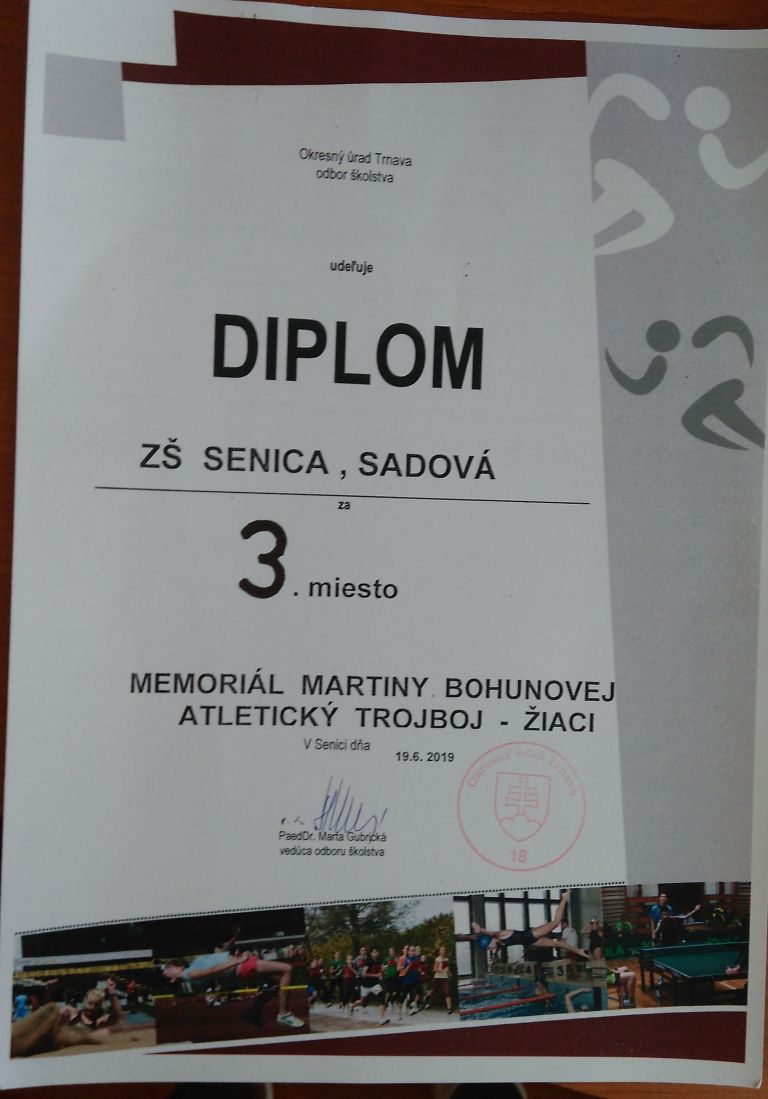 Okresný úrad Trnava
odbor školstva
udeľuje
DIPLOM
ZŠ SENICA , SADOVÁ
za
3. miesto
MEMORIÁL MARTINY BOHUNOVEJ
ATLETICKÝ TROJBOJ - ŽIACI
V Senici dňa 19.6. 2019
Okresný úrad Trnava
18
PaedDr. Marta Gubrická
vedúca odboru školstva